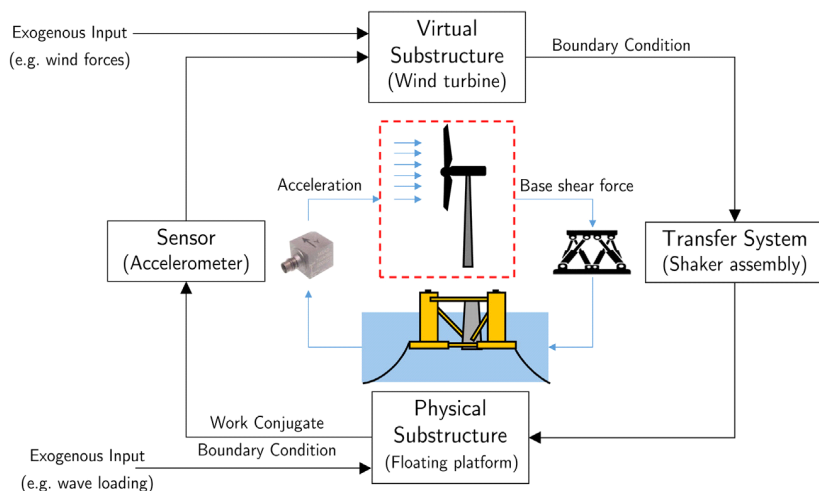 Exogenous Input
(e.g. wind forces)
Virtual
Substructure
(Wind turbine)
Boundary Condition
Acceleration
Base shear force
Sensor
(Accelerometer)
Transfer System
(Shaker assembly)
Work Conjugate
Boundary Condition
Physical
Substructure
(Floating platform)
Exogenous Input
(e.g. wave loading)